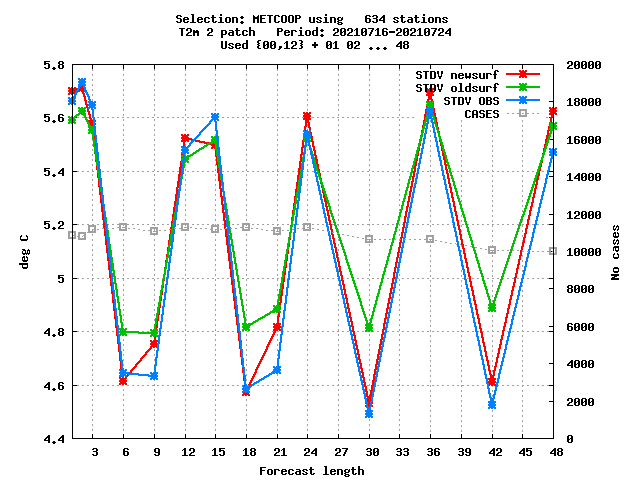 Selection: METCOOP using   634 stations
T2m 2 patch   Period: 20210716-20210724
Used {00,12} + 01 02 ... 48
5.8
5.6
5.4
5.2
5
4.8
4.6
4.4
deg C
20000
18000
16000
14000
12000
10000
8000
6000
4000
2000
0
No cases
STDV newsurf
STDV oldsurf
STDV OBS
CASES
3 6 9 12 15 18 21 24 27 30 33 36 39 42 45 48
Forecast length